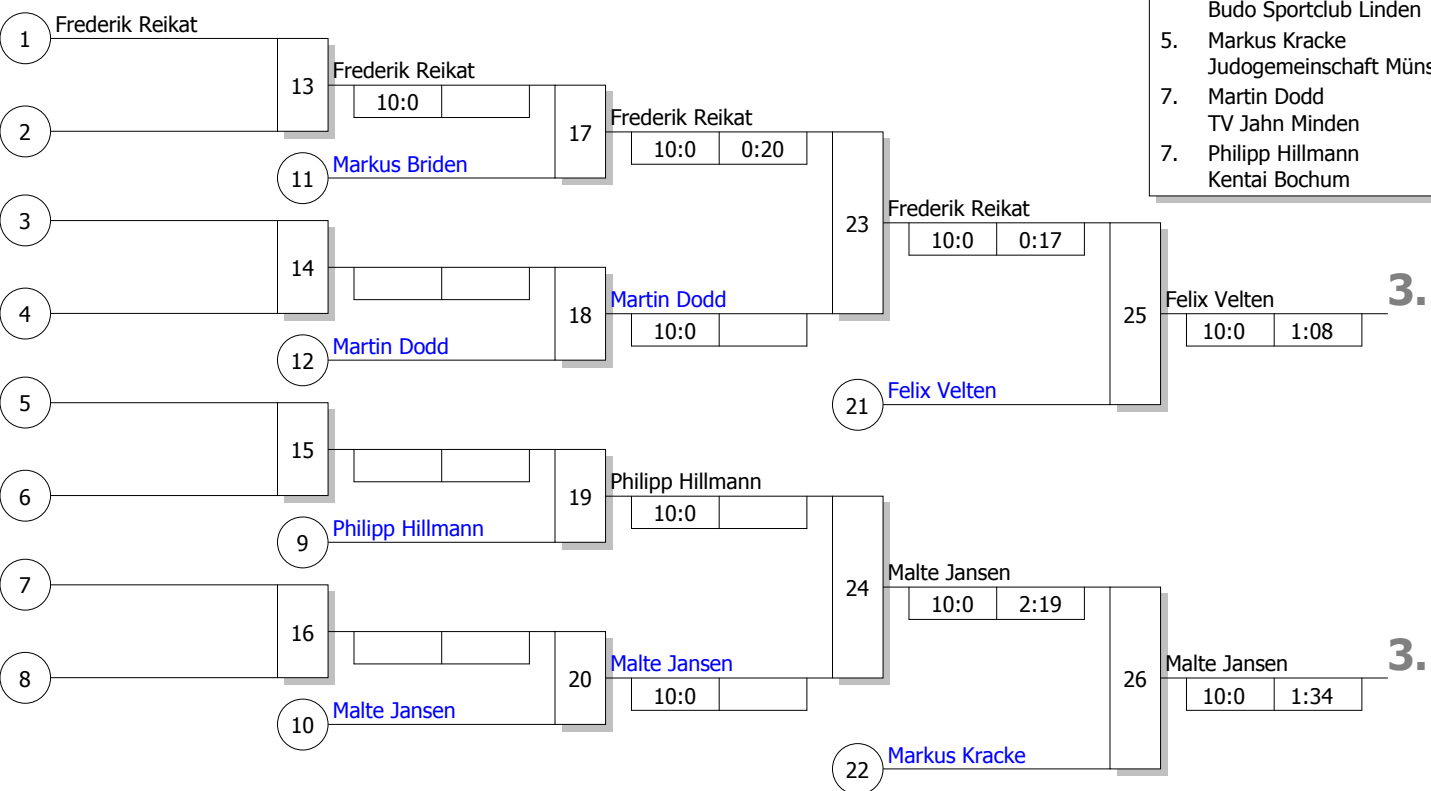 Budo Sportclub Linden
5. Markus Kracke
Judogemeinschaft Müns
7. Martin Dodd
TV Jahn Minden
7. Philipp Hillmann
Kentai Bochum
1 Frederik Reikat
13
Frederik Reikat
10:0
2
17
Frederik Reikat
10:0 0:20
11 Markus Briden
3
23
Frederik Reikat
10:0 0:17
14
4
18
Martin Dodd
10:0
12 Martin Dodd
25
Felix Velten
10:0 1:08
3.
5
21 Felix Velten
15
6
19
Philipp Hillmann
10:0
9 Philipp Hillmann
7
24
Malte Jansen
10:0 2:19
16
8
20
Malte Jansen
10:0
10 Malte Jansen
26
Malte Jansen
10:0 1:34
3.
22 Markus Kracke